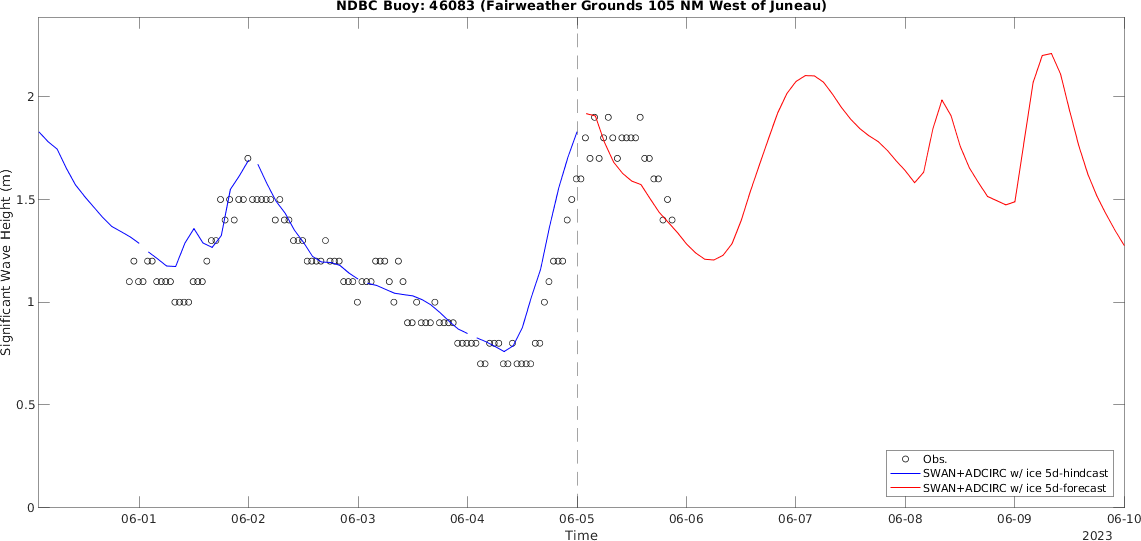 NDBC Buoy: 46083 (Fairweather Grounds 105 NM West of Juneau)
Significant Wave Height (m)
2
1.5
1
0.5
0
Obs.
SWAN+ADCIRC w/ ice 5d-hindcast
SWAN+ADCIRC w/ ice 5d-forecast
06-01 06-02 06-03 06-04 06-05 06-06 06-07 06-08 06-09 06-10
Time
2023